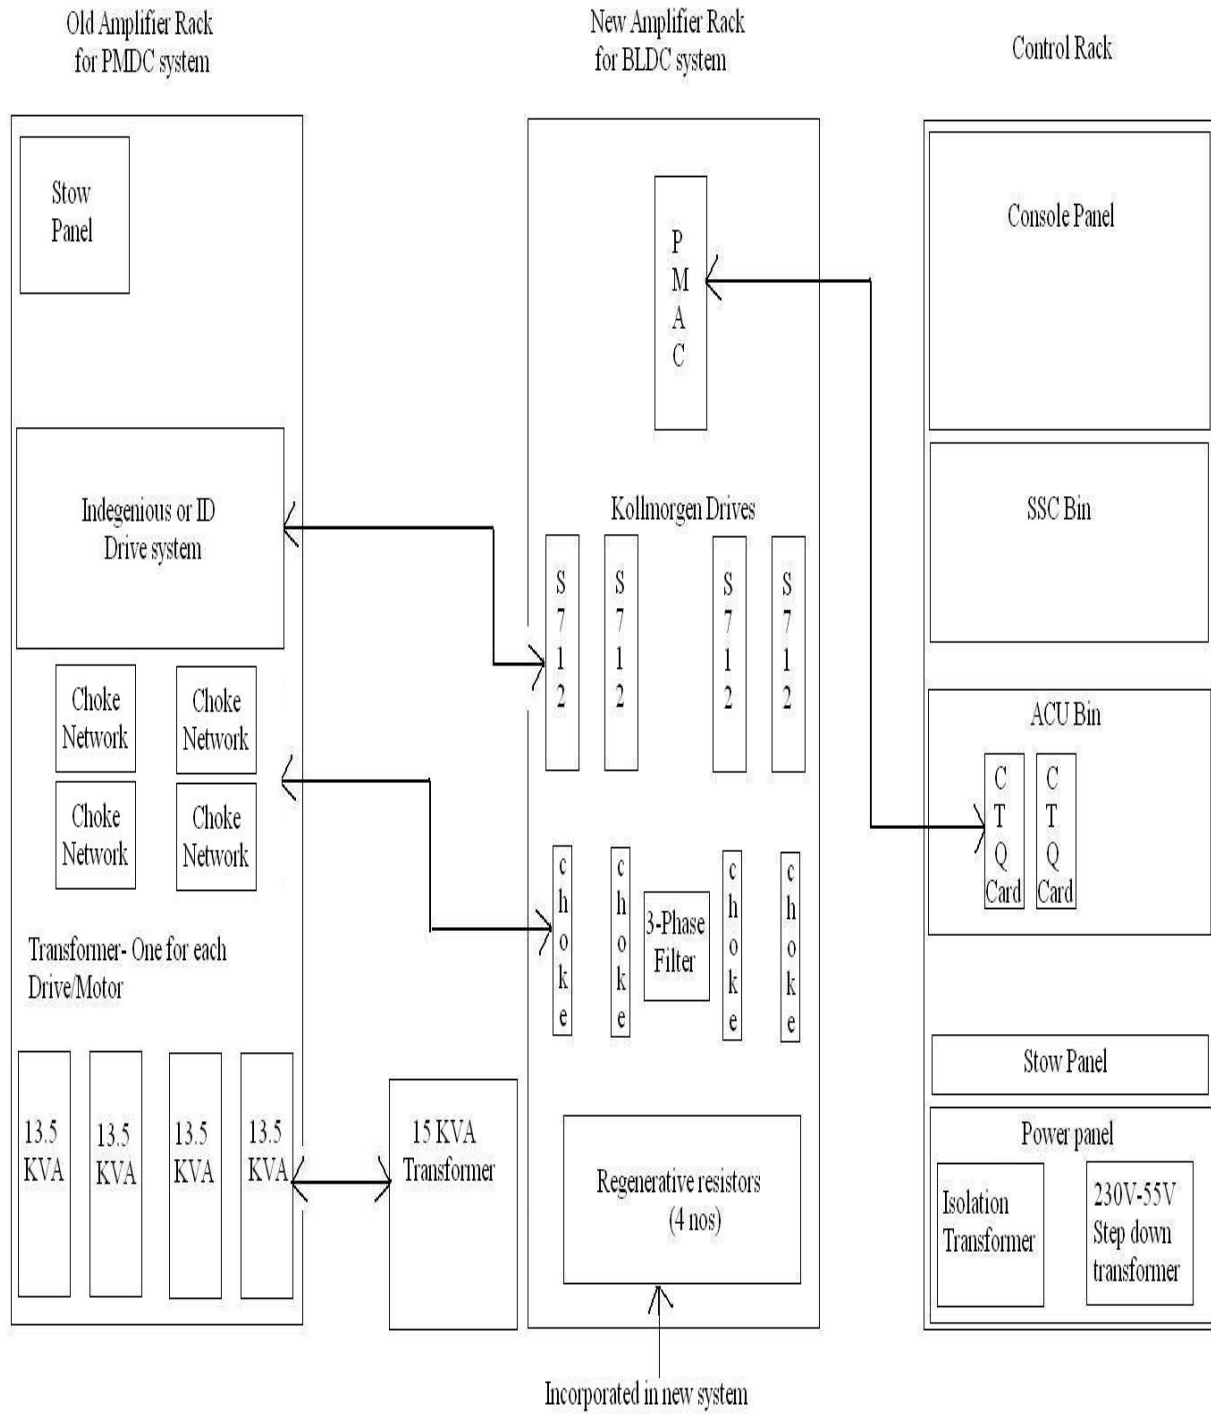 Old Amplifier Rack
for PMDC system
Stow
Panel
Indegenious or ID
Drive system
Choke
Network
Choke
Network
Choke
Network
Choke
Network
Transformer- One for each
Drive/Motor
13.5
KVA
13.5
KVA
13.5
KVA
13.5
KVA
15 KVA
Transformer
New Amplifier Rack
for BLDC system
P
M
A
C
Kollmorgen Drives
S
7
1
2
S
7
1
2
S
7
1
2
S
7
1
2
c
h
o
k
e
c
h
o
k
e
3-Phase
Filter
c
h
o
k
e
c
h
o
k
e
Regenerative resistors
(4 nos)
Incorporated in new system
Control Rack
Console Panel
SSC Bin
ACU Bin
C
T
Q
Card
C
T
Q
Card
Stow Panel
Power panel
Isolation
Transformer
230V-55V
Step down
transformer